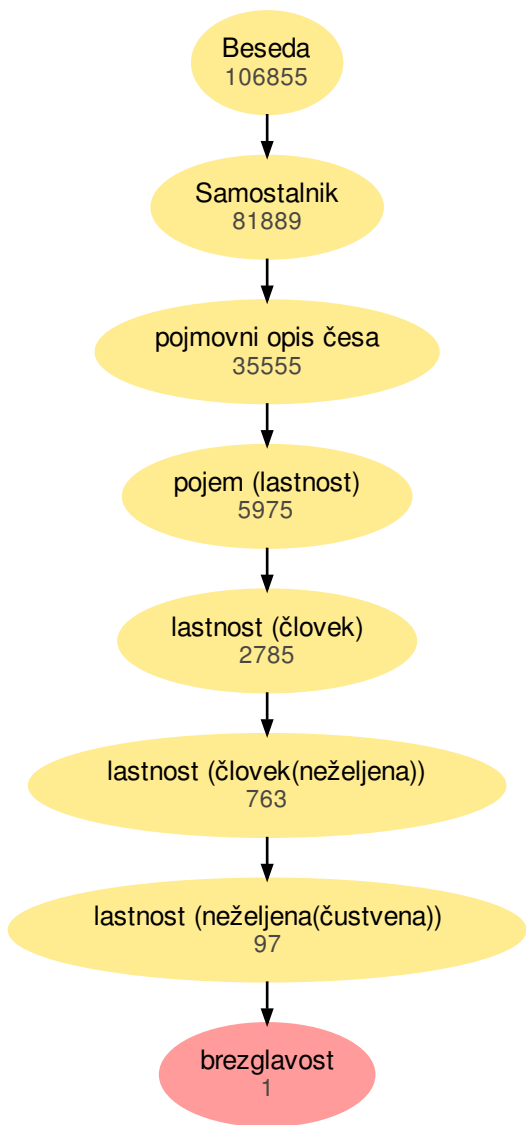 Beseda
106855
Samostalnik
81889
pojmovni opis česa
35555
pojem (lastnost)
5975
lastnost (človek)
2785
lastnost (človek(neželjena))
763
lastnost (neželjena(čustvena))
97
brezglavost
1